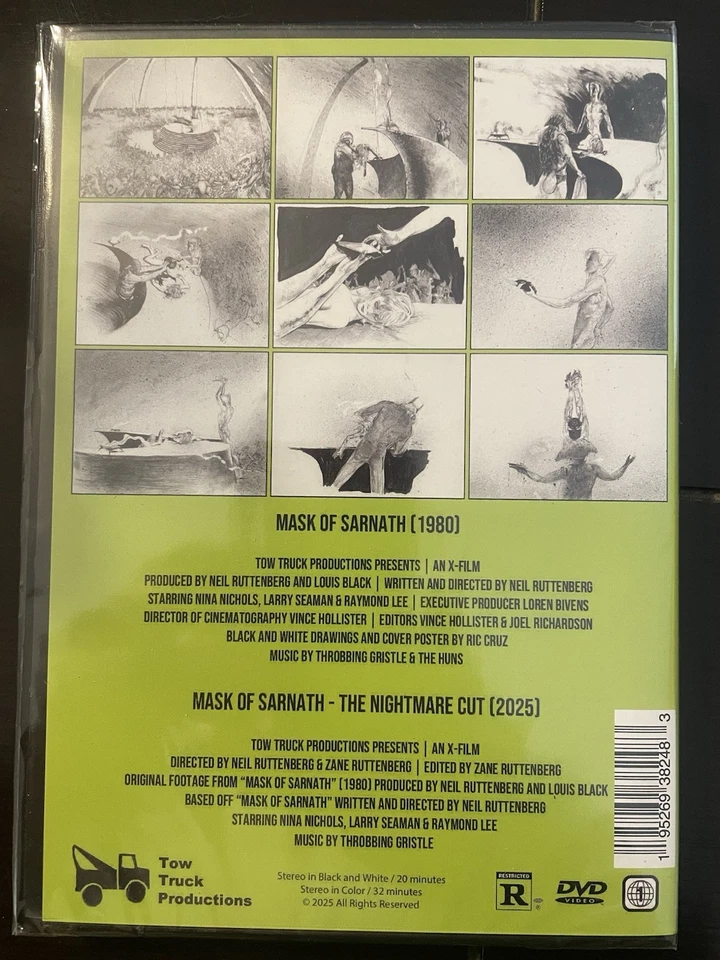 MASK OF SARNATH (1980)
TOW TRUCK PRODUCTIONS PRESENTS | AN X-FILM
PRODUCED BY NEIL RUTTENBERG AND LOUIS BLACK | WRITTEN AND DIRECTED BY NEIL RUTTENBERG
STARRING NINA NICHOLS, LARRY SEAMAN & RAYMOND LEE | EXECUTIVE PRODUCER LOREN BIVENS
DIRECTOR OF CINEMATOGRAPHY VINCE HOLLISTER | EDITORS VINCE HOLLISTER & JOEL RICHARDSON
BLACK AND WHITE DRAWINGS AND COVER POSTER BY RIC CRUZ
MUSIC BY THROBBING GRISTLE & THE HUNS
MASK OF SARNATH - THE NIGHTMARE CUT (2025)
TOW TRUCK PRODUCTIONS PRESENTS | AN X-FILM
DIRECTED BY NEIL RUTTENBERG & ZANE RUTTENBERG | EDITED BY ZANE RUTTENBERG
ORIGINAL FOOTAGE FROM "MASK OF SARNATH" (1980) PRODUCED BY NEIL RUTTENBERG AND LOUIS BLACK
BASED OFF "MASK OF SARNATH" WRITTEN AND DIRECTED BY NEIL RUTTENBERG
STARRING NINA NICHOLS, LARRY SEAMAN & RAYMOND LEE
MUSIC BY THROBBING GRISTLE
Tow
Truck
Productions
Stereo in Black and White / 20 minutes
Stereo in Color / 32 minutes
© 2025 All Rights Reserved
RESTRICTED
R
DVD
VIDEO
1
1 95269 38248 3